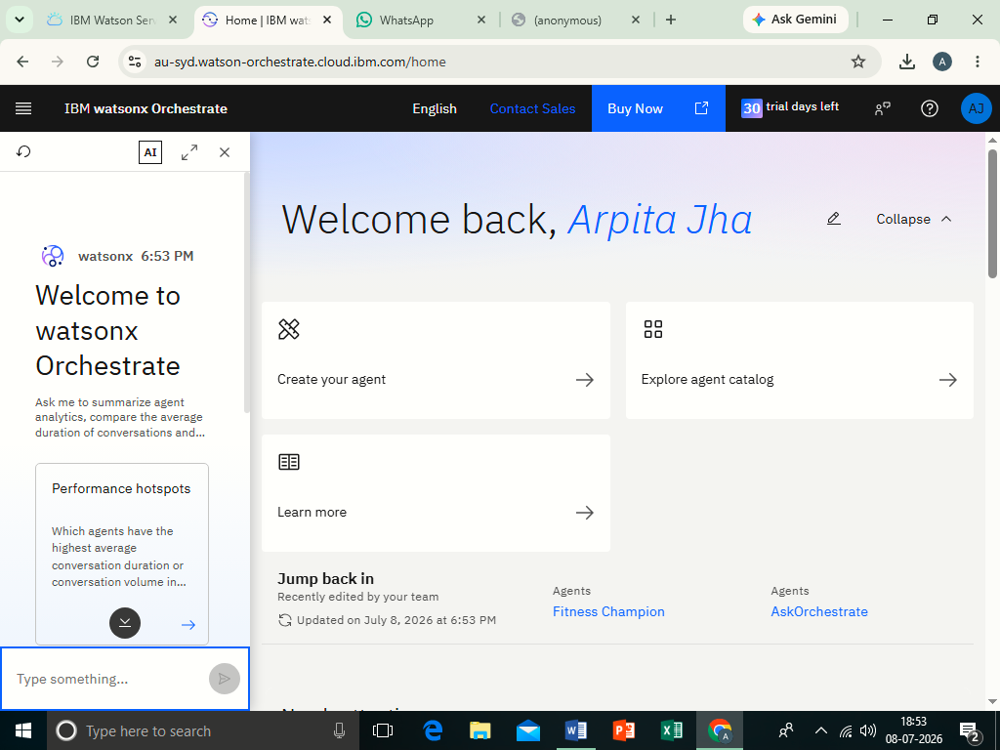 IBM Watson Ser
Home | IBM wat
WhatsApp
(anonymous)
Ask Gemini
au-syd.watson-orchestrate.cloud.ibm.com/home
A
IBM watsonx Orchestrate
English
Contact Sales
Buy Now
30 trial days left
AJ
AI
Welcome back, Arpita Jha
Collapse
watsonx 6:53 PM
Welcome to
watsonx
Orchestrate
Ask me to summarize agent
analytics, compare the average
duration of conversations and...
Performance hotspots
Which agents have the
highest average
conversation duration or
conversation volume in...
Type something...
Create your agent
Explore agent catalog
Learn more
Jump back in
Recently edited by your team
Updated on July 8, 2026 at 6:53 PM
Agents
Fitness Champion
Agents
AskOrchestrate
Type here to search
A
18:53
08-07-2026
2